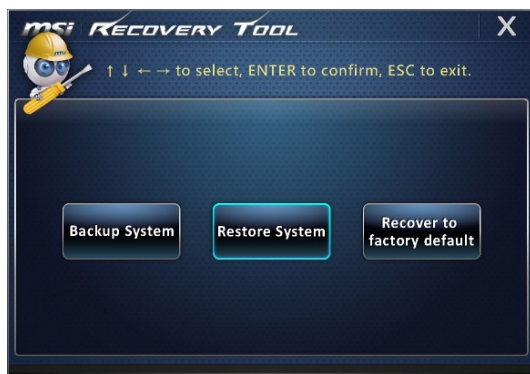 msi RECOVERY TOOL X
↑ ↓ ← → to select, ENTER to confirm, ESC to exit.
Backup System
Restore System
Recover to
factory default